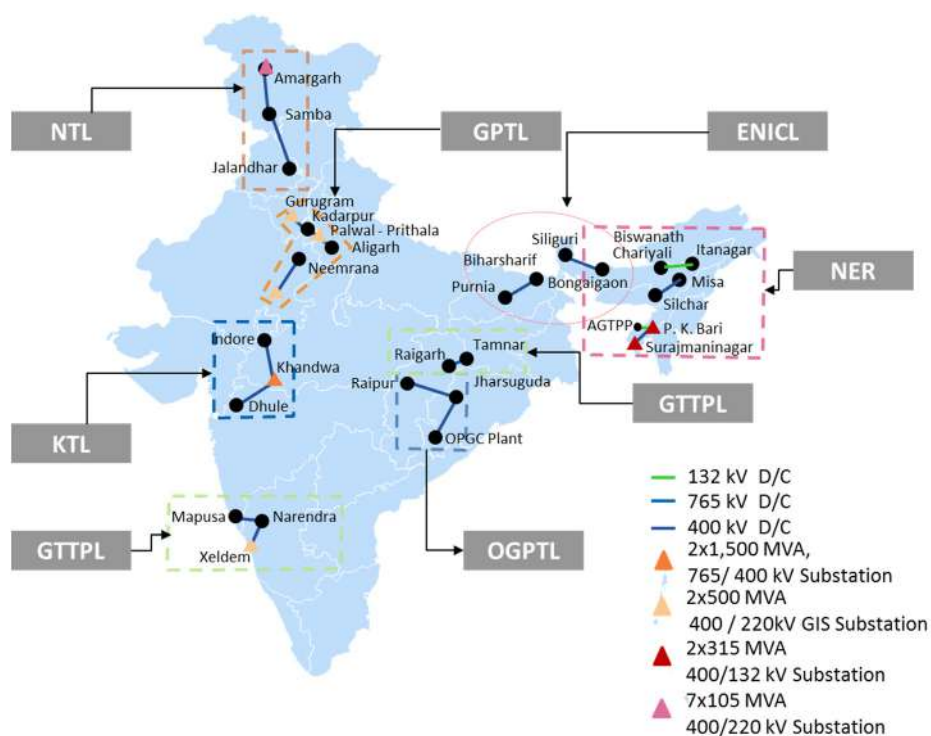 Amargarh
NTL
Samba
GPTL
ENICL
Jalandhar
Gurugram
Kadarpur
Palwal - Prithala
Aligarh
Neemrana
Siliguri
Biswanath
Chariyali
Itanagar
Biharsharif
Bongaigaon
Misa
NER
Purnia
Silchar
AGTPP
P. K. Bari
Surajmaninagar
Indore
Khandwa
Dhule
Tamnar
Raigarh
Raipur
Jharsuguda
GTTPL
KTL
OPGC Plant
Mapusa
Narendra
Xeldem
GTTPL
OGPTL
132 kV D/C
765 kV D/C
400 kV D/C
2x1,500 MVA,
765/ 400 kV Substation
2x500 MVA
400 / 220kV GIS Substation
2x315 MVA
400/132 kV Substation
7x105 MVA
400/220 kV Substation